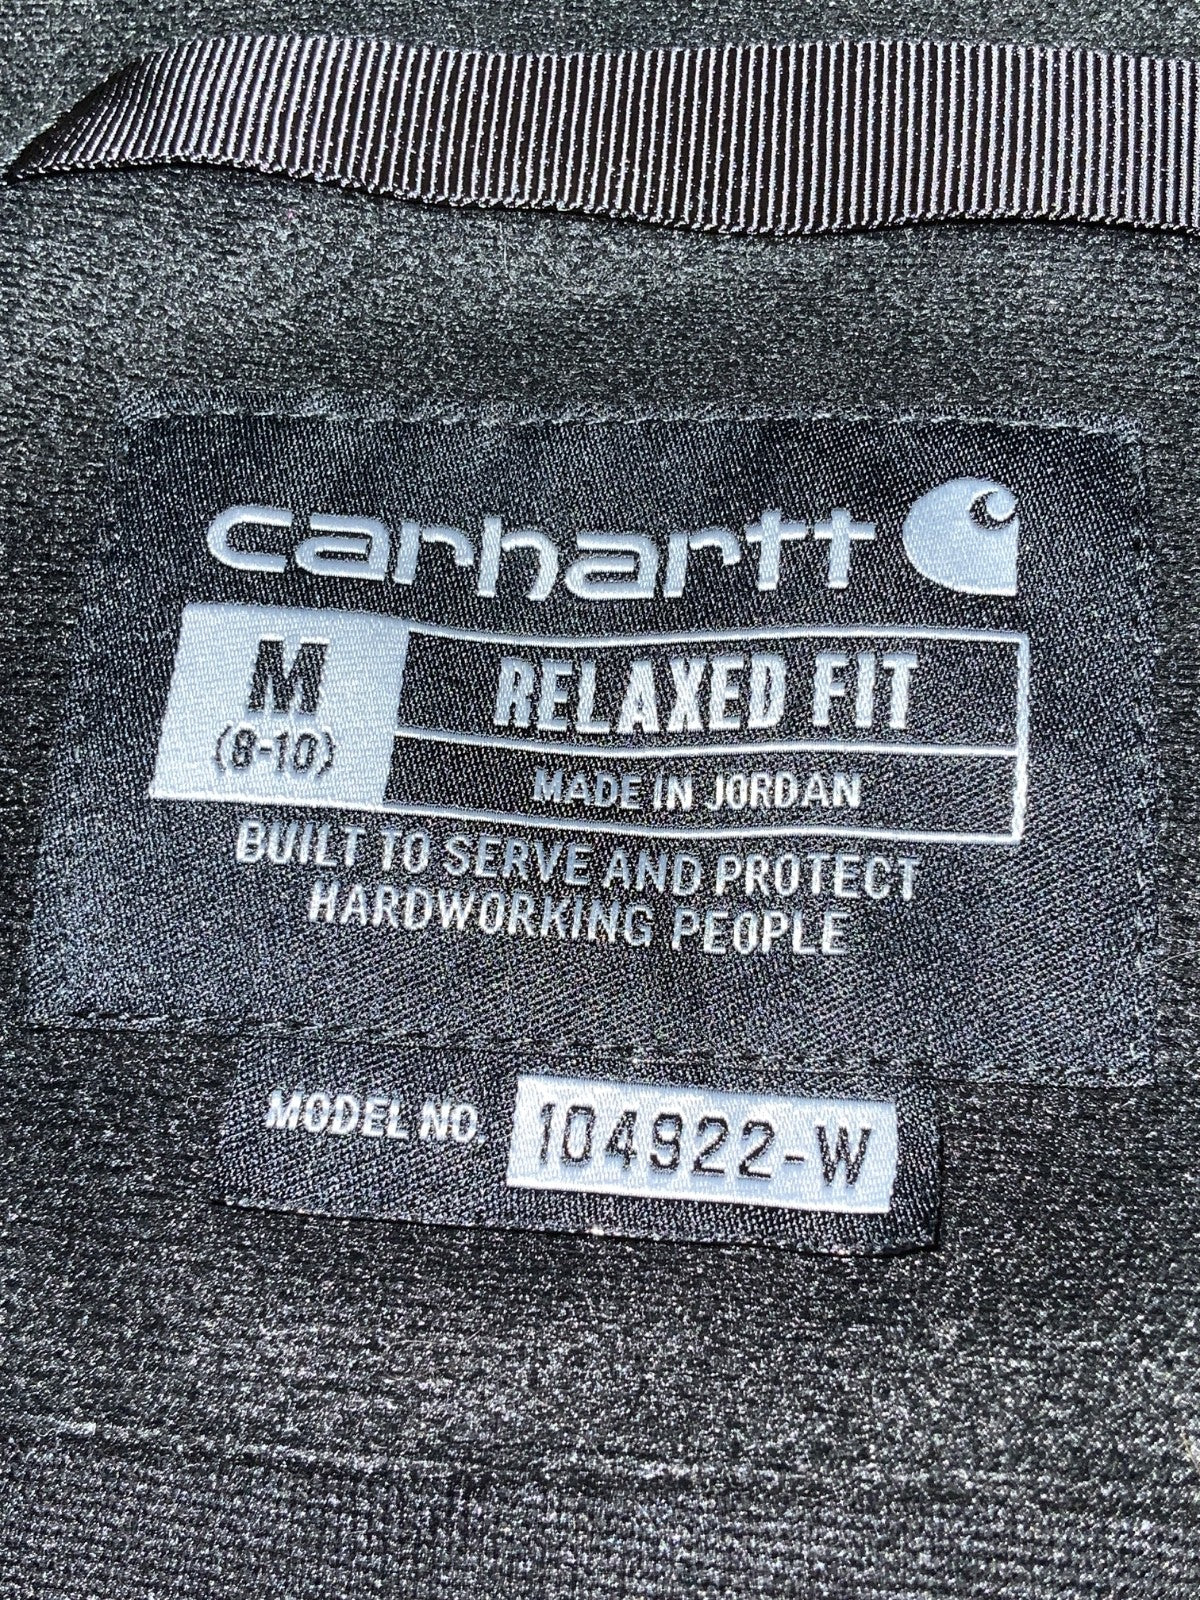 carhartt
M
(8-10)
RELAXED FIT
MADE IN JORDAN
BUILT TO SERVE AND PROTECT
HARDWORKING PEOPLE
MODEL NO. 104922-W